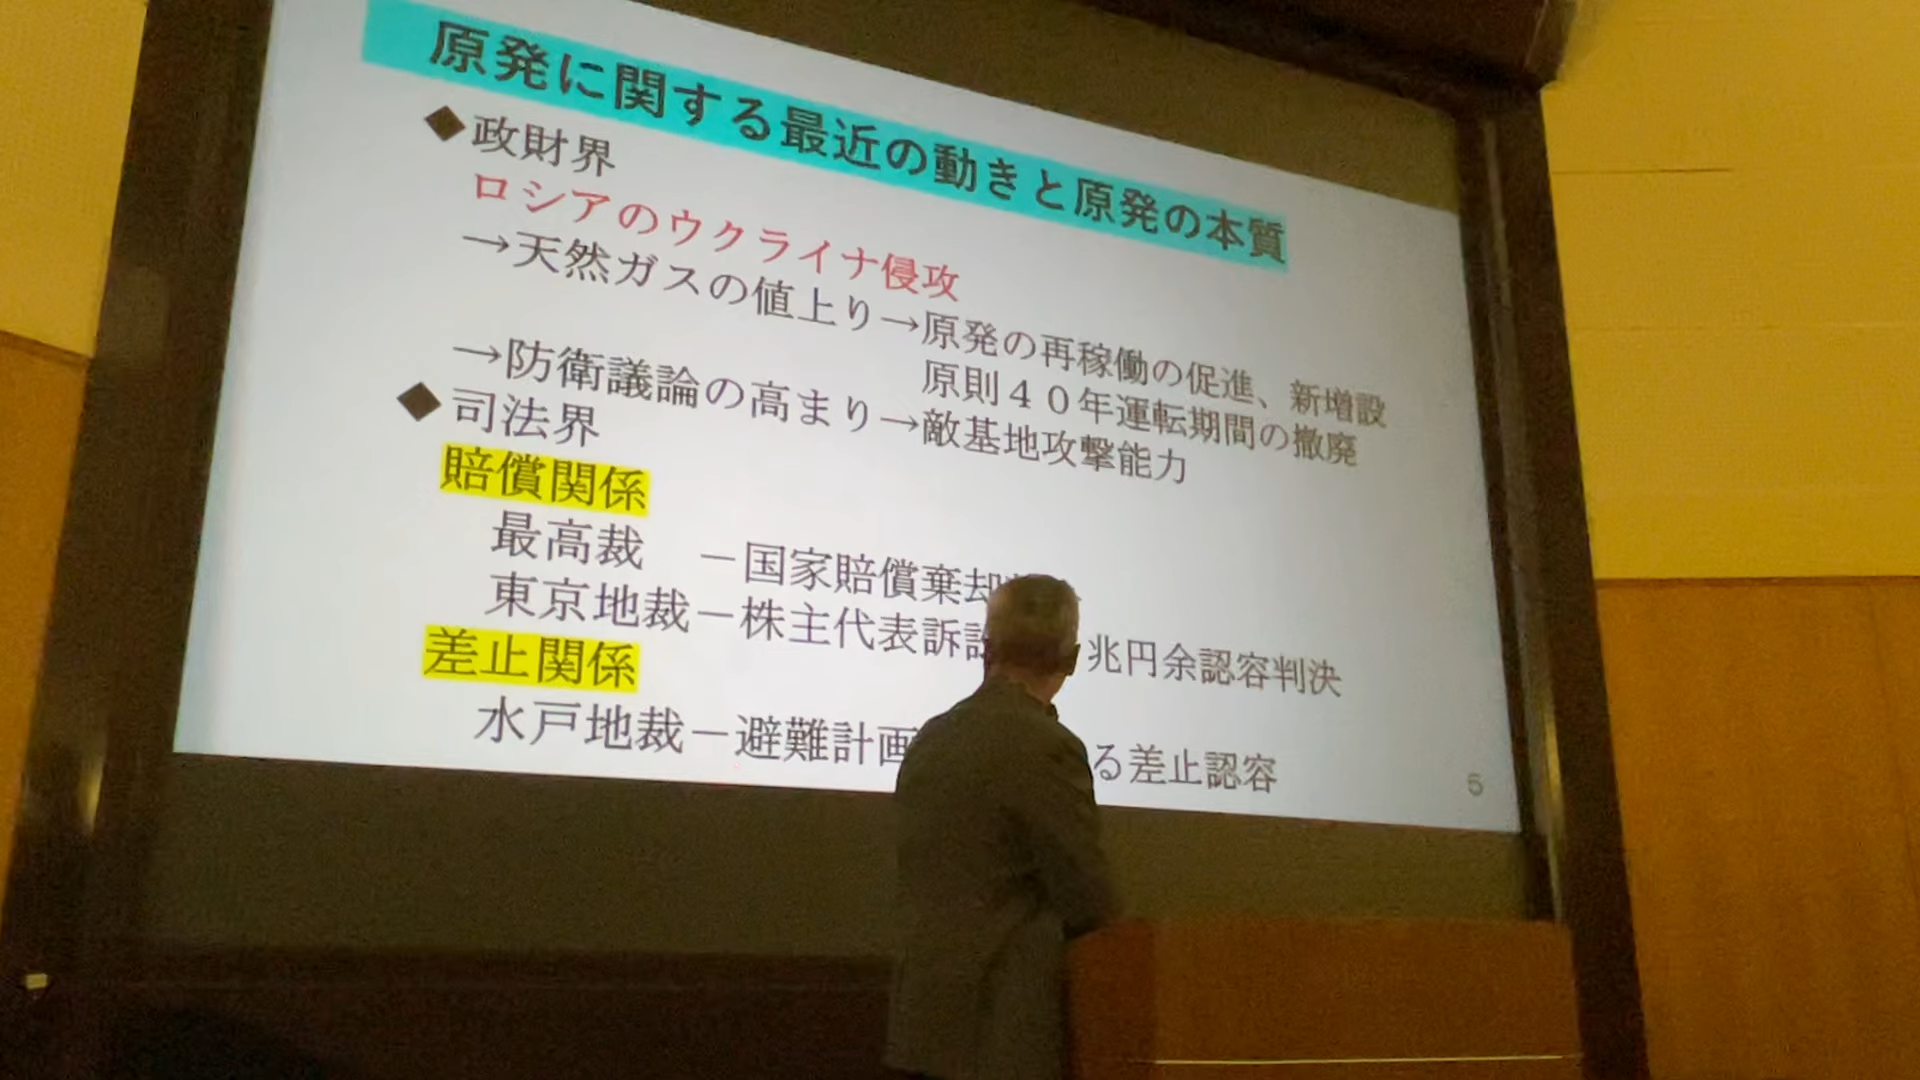 原発に関する最近の動きと原発の本質
◆政財界
ロシアのウクライナ侵攻
→天然ガスの値上り→原発の再稼働の促進、新増設
原則40年運転期間の撤廃
→防衛議論の高まり→敵基地攻撃能力
◆司法界
賠償関係
最高裁 －国家賠償棄却
東京地裁－株主代表訴訟 兆円余認容判決
差止関係
水戸地裁－避難計画 る差止認容
5